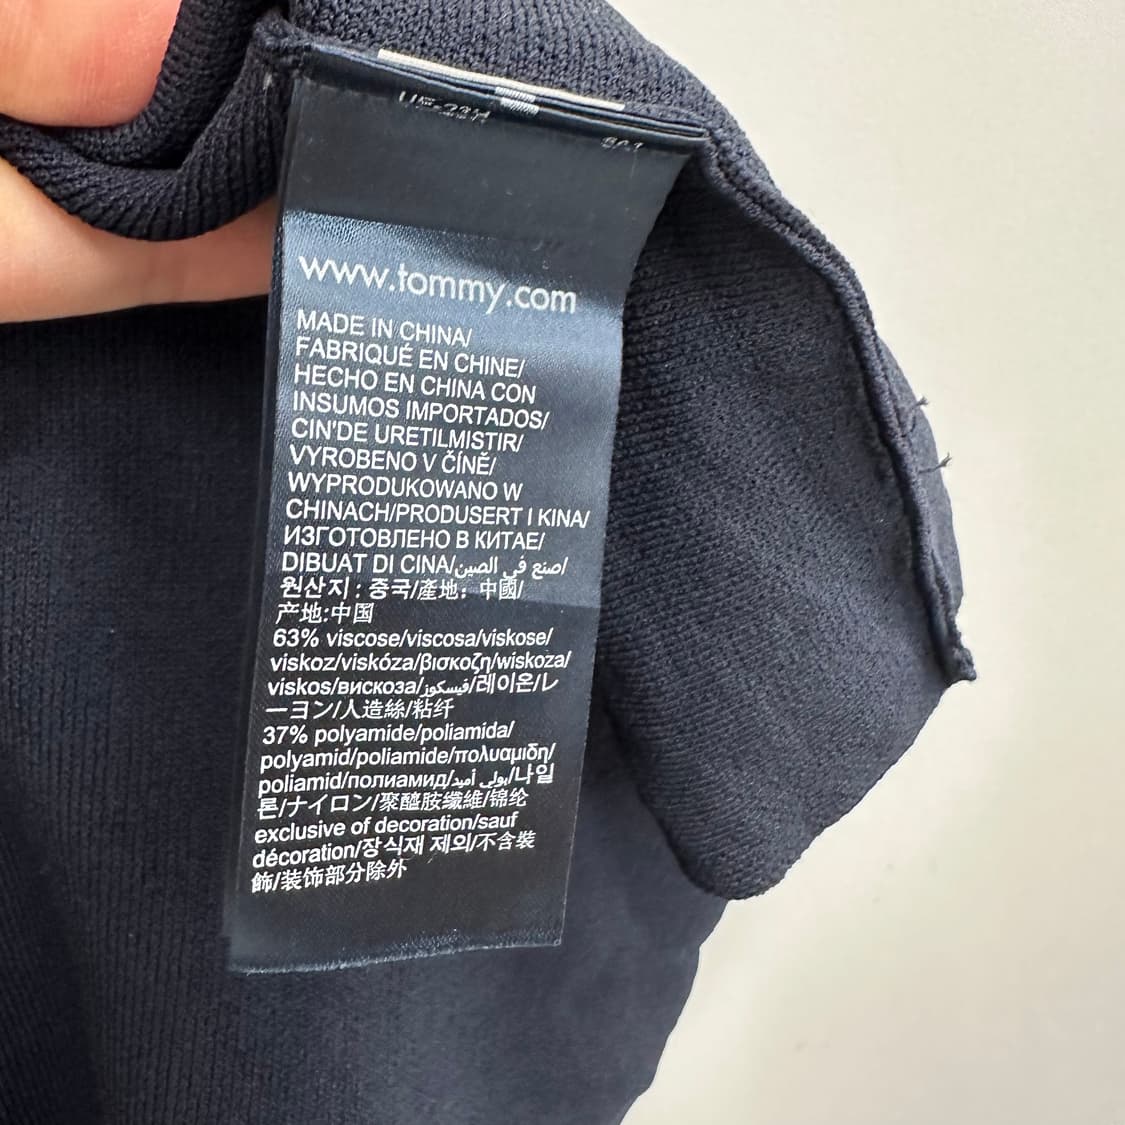 www.tommy.com
MADE IN CHINA/
FABRIQUÉ EN CHINE/
HECHO EN CHINA CON
INSUMOS IMPORTADOS/
CIN'DE URETILMISTIR/
VYROBENO V ČÍNĚ/
WYPRODUKOWANO W
CHINACH/PRODUSERT I KINA/
ИЗГОТОВЛЕНО В КИТАЕ/
DIBUAT DI CINA/اصنع في الصين/
원산지 : 중국/產地：中國/
产地:中国
63% viscose/viscosa/viskose/
viskoz/viskóza/βισκοζη/wiskoza/
viskos/вискоза/فيسكوز/레이온/レ
ーヨン/人造絲/粘纤
37% polyamide/poliamida/
polyamid/poliamide/πολυαμιδη/
poliamid/полиамид/بولي أميد/나일
론/ナイロン/聚醯胺纖維/锦纶
exclusive of decoration/sauf
décoration/장식재 제외/不含裝
飾/装饰部分除外